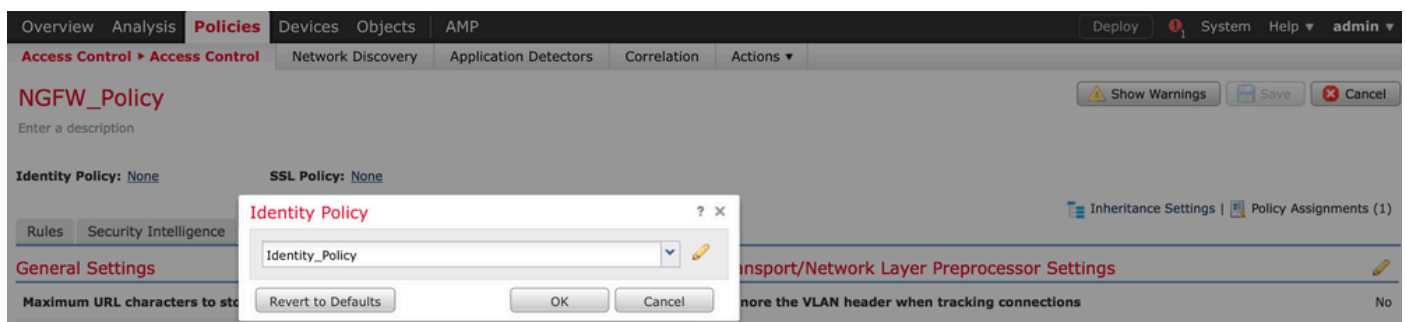 Overview Analysis Policies Devices Objects AMP Deploy 1 System Help ▾ admin ▾
Access Control ▸ Access Control Network Discovery Application Detectors Correlation Actions ▾
NGFW_Policy
Show Warnings Save Cancel
Enter a description
Identity Policy: None SSL Policy: None
Inheritance Settings | Policy Assignments (1)
Rules Security Intelligence
Identity Policy ? ×
Identity_Policy
Revert to Defaults OK Cancel
General Settings ansport/Network Layer Preprocessor Settings
Maximum URL characters to sto nore the VLAN header when tracking connections No